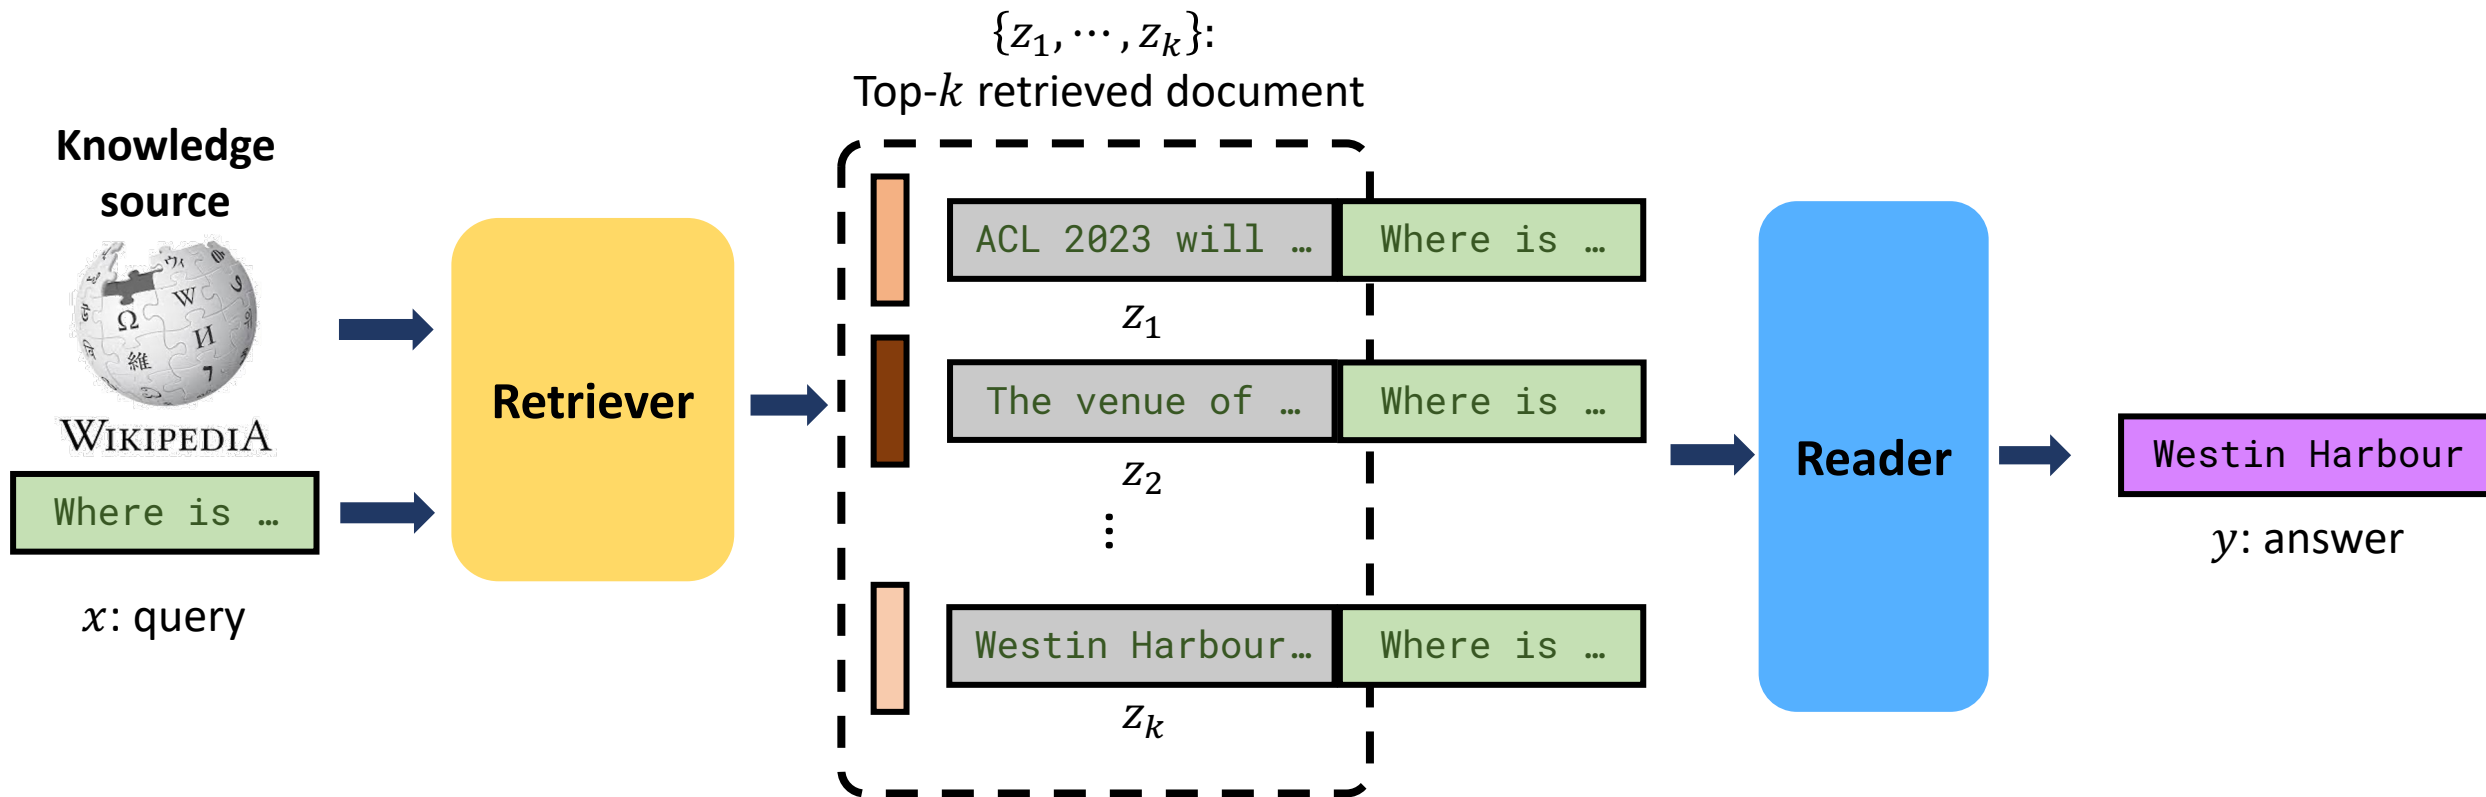 Knowledge
source
WIKIPEDIA
Where is …
x: query
Retriever
{z₁, ⋯, zₖ}:
Top-k retrieved document
ACL 2023 will … Where is …
z₁
The venue of … Where is …
z₂
⋮
Westin Harbour… Where is …
zₖ
Reader
Westin Harbour
y: answer